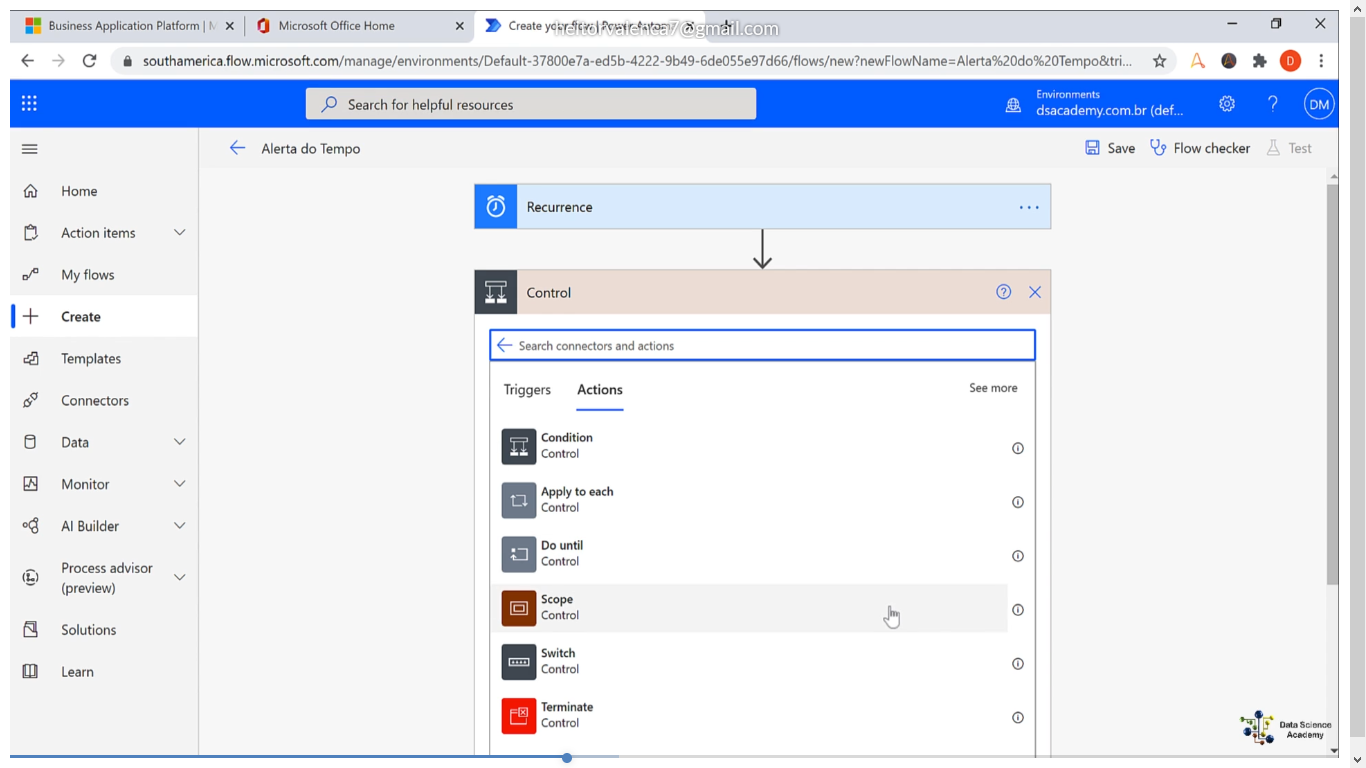 Business Application Platform | M
Microsoft Office Home
Create your flow | Power Autom
heitorvalenca7@gmail.com
southamerica.flow.microsoft.com/manage/environments/Default-37800e7a-ed5b-4222-9b49-6de055e97d66/flows/new?newFlowName=Alerta%20do%20Tempo&tri...
D
Search for helpful resources
Environments
dsacademy.com.br (def...
?
DM
Alerta do Tempo
Save
Flow checker
Test
Home
Action items
My flows
Create
Templates
Connectors
Data
Monitor
AI Builder
Process advisor
(preview)
Solutions
Learn
Recurrence
...
Control
Search connectors and actions
Triggers
Actions
See more
Condition
Control
Apply to each
Control
Do until
Control
Scope
Control
Switch
Control
Terminate
Control
Data Science
Academy